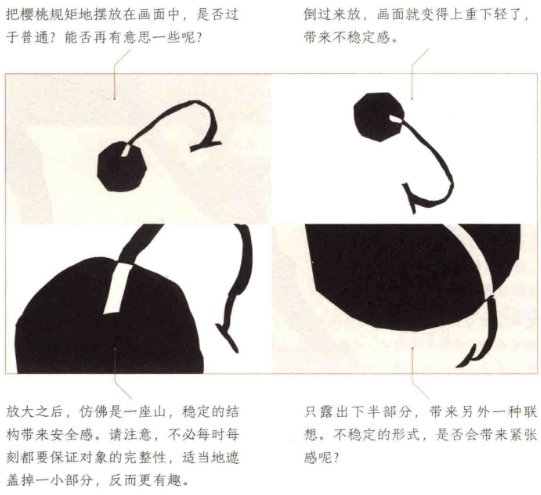 把樱桃规矩地摆放在画面中，是否过
于普通？能否再有意思一些呢？
倒过来放，画面就变得上重下轻了，
带来不稳定感。
放大之后，仿佛是一座山，稳定的结
构带来安全感。请注意，不必每时每
刻都要保证对象的完整性，适当地遮
盖掉一小部分，反而更有趣。
只露出下半部分，带来另外一种联
想。不稳定的形式，是否会带来紧张
感呢？